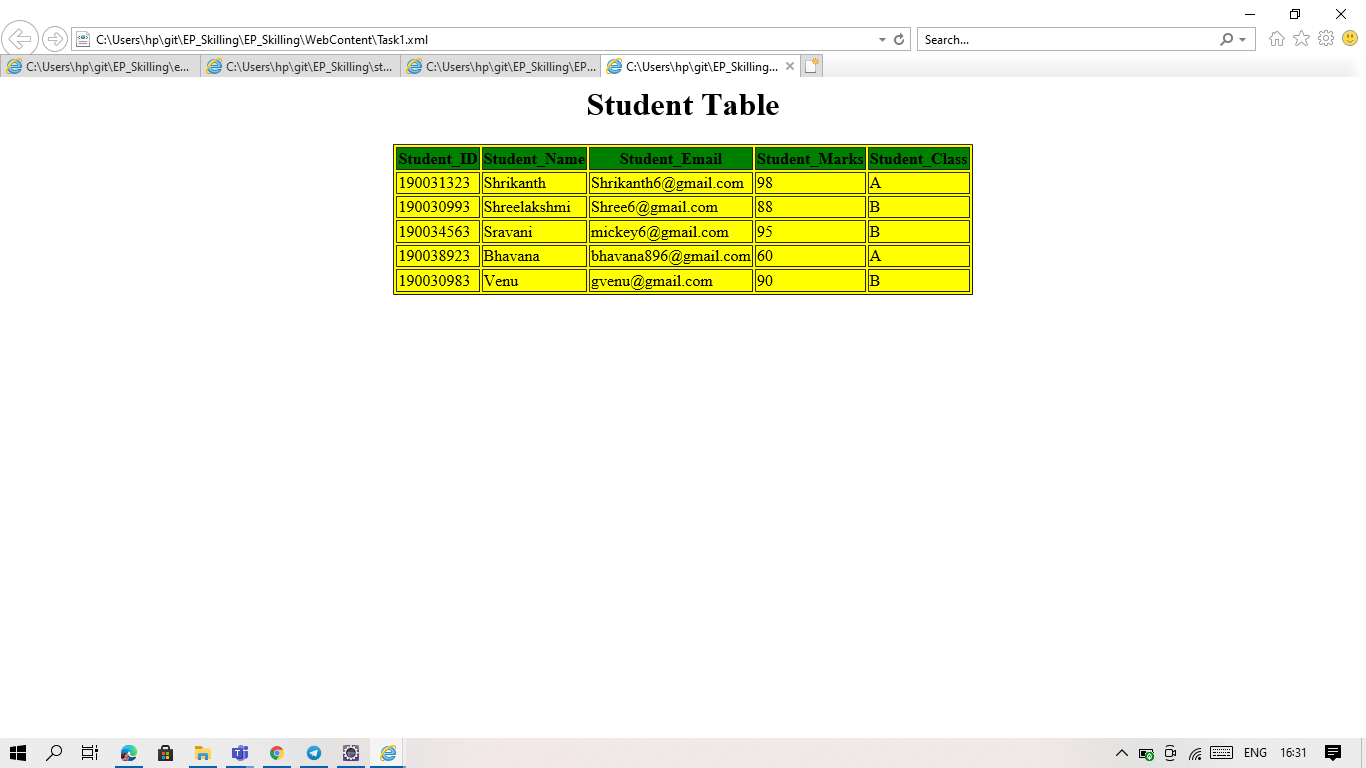 C:\Users\hp\git\EP_Skilling\EP_Skilling\WebContent\Task1.xml Search...
C:\Users\hp\git\EP_Skilling\e... C:\Users\hp\git\EP_Skilling\st... C:\Users\hp\git\EP_Skilling\EP... C:\Users\hp\git\EP_Skilling...
Student Table
Student_ID Student_Name Student_Email Student_Marks Student_Class
190031323 Shrikanth Shrikanth6@gmail.com 98 A
190030993 Shreelakshmi Shree6@gmail.com 88 B
190034563 Sravani mickey6@gmail.com 95 B
190038923 Bhavana bhavana896@gmail.com 60 A
190030983 Venu gvenu@gmail.com 90 B
ENG 16:31